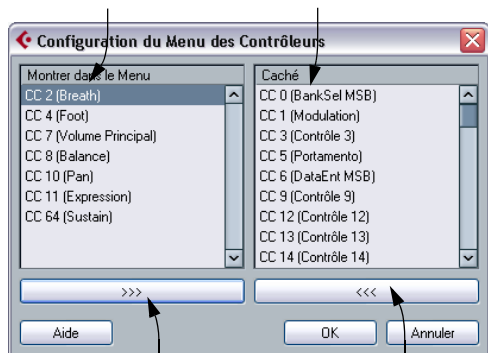 Configuration du Menu des Contrôleurs
Montrer dans le Menu
CC 2 (Breath)
CC 4 (Foot)
CC 7 (Volume Principal)
CC 8 (Balance)
CC 10 (Pan)
CC 11 (Expression)
CC 64 (Sustain)
Caché
CC 0 (BankSel MSB)
CC 1 (Modulation)
CC 3 (Contrôle 3)
CC 5 (Portamento)
CC 6 (DataEnt MSB)
CC 9 (Contrôle 9)
CC 12 (Contrôle 12)
CC 13 (Contrôle 13)
CC 14 (Contrôle 14)
>>>
<<<
Aide
OK
Annuler